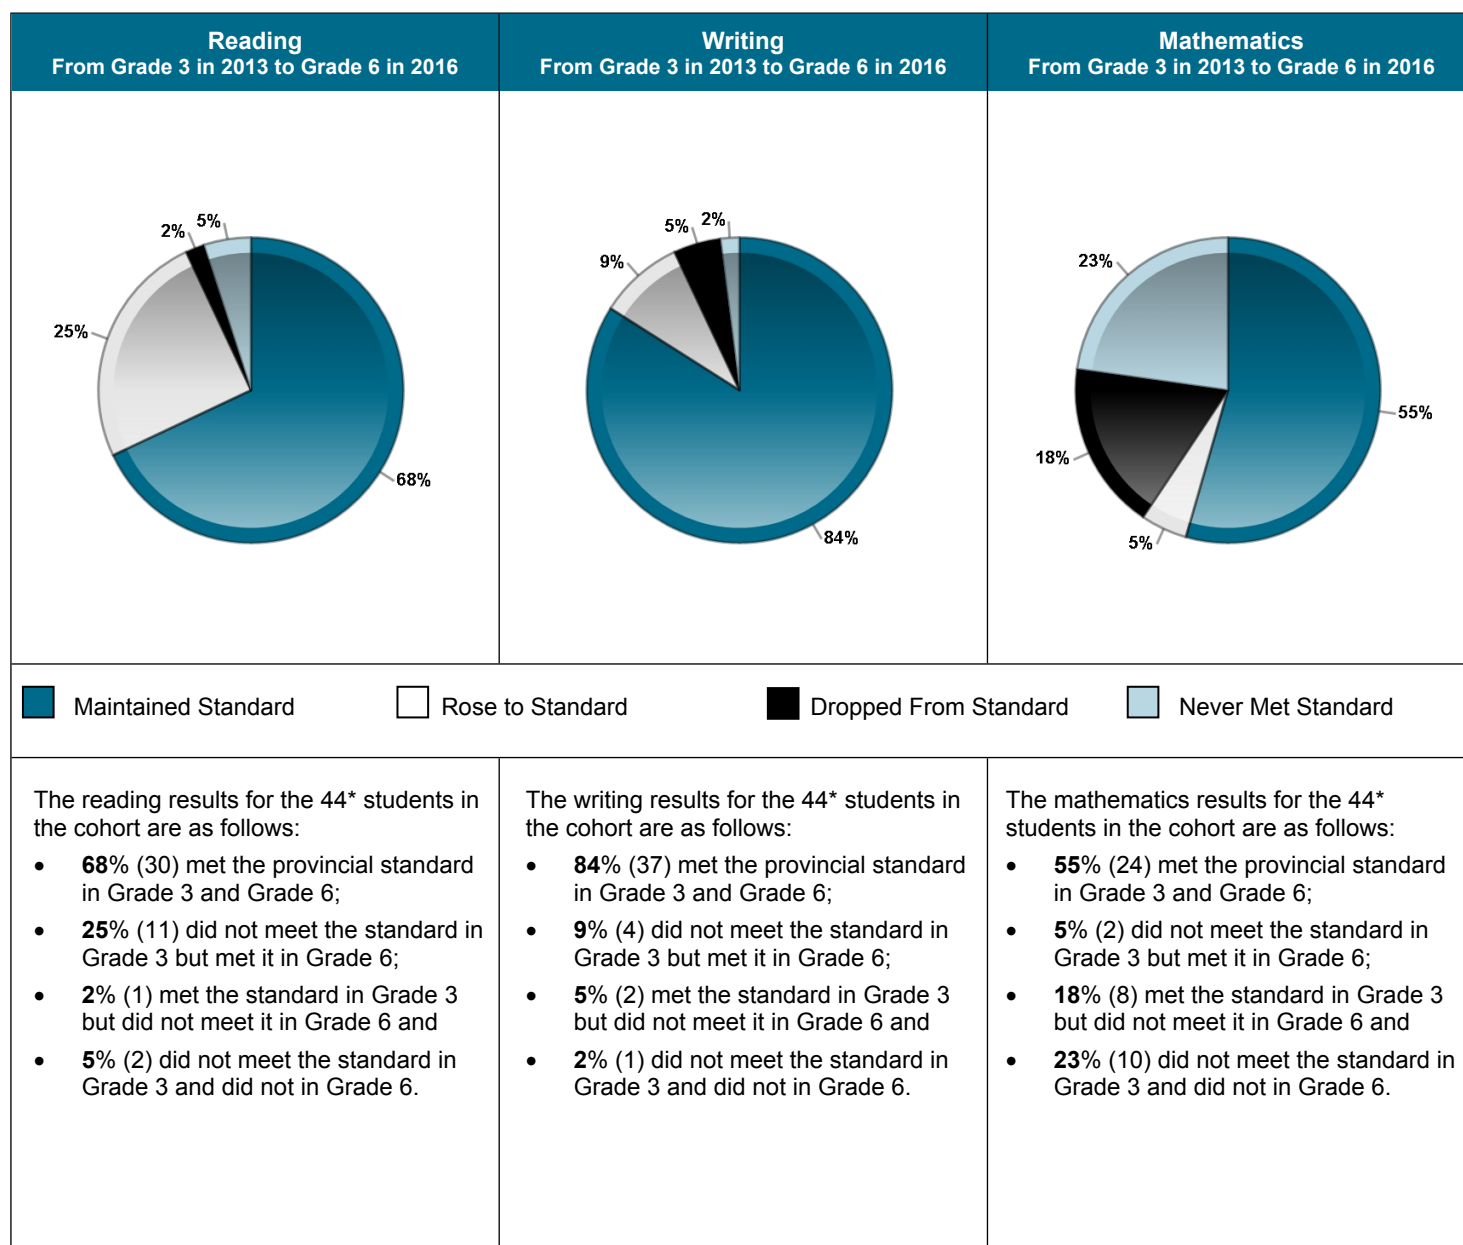 Reading
From Grade 3 in 2013 to Grade 6 in 2016
Writing
From Grade 3 in 2013 to Grade 6 in 2016
Mathematics
From Grade 3 in 2013 to Grade 6 in 2016
5%
2%
25%
68%
2%
5%
9%
84%
23%
55%
18%
5%
Maintained Standard
Rose to Standard
Dropped From Standard
Never Met Standard
The reading results for the 44* students in
the cohort are as follows:
• 68% (30) met the provincial standard
in Grade 3 and Grade 6;
• 25% (11) did not meet the standard in
Grade 3 but met it in Grade 6;
• 2% (1) met the standard in Grade 3
but did not meet it in Grade 6 and
• 5% (2) did not meet the standard in
Grade 3 and did not in Grade 6.
The writing results for the 44* students in
the cohort are as follows:
• 84% (37) met the provincial standard
in Grade 3 and Grade 6;
• 9% (4) did not meet the standard in
Grade 3 but met it in Grade 6;
• 5% (2) met the standard in Grade 3
but did not meet it in Grade 6 and
• 2% (1) did not meet the standard in
Grade 3 and did not in Grade 6.
The mathematics results for the 44*
students in the cohort are as follows:
• 55% (24) met the provincial standard
in Grade 3 and Grade 6;
• 5% (2) did not meet the standard in
Grade 3 but met it in Grade 6;
• 18% (8) met the standard in Grade 3
but did not meet it in Grade 6 and
• 23% (10) did not meet the standard in
Grade 3 and did not in Grade 6.